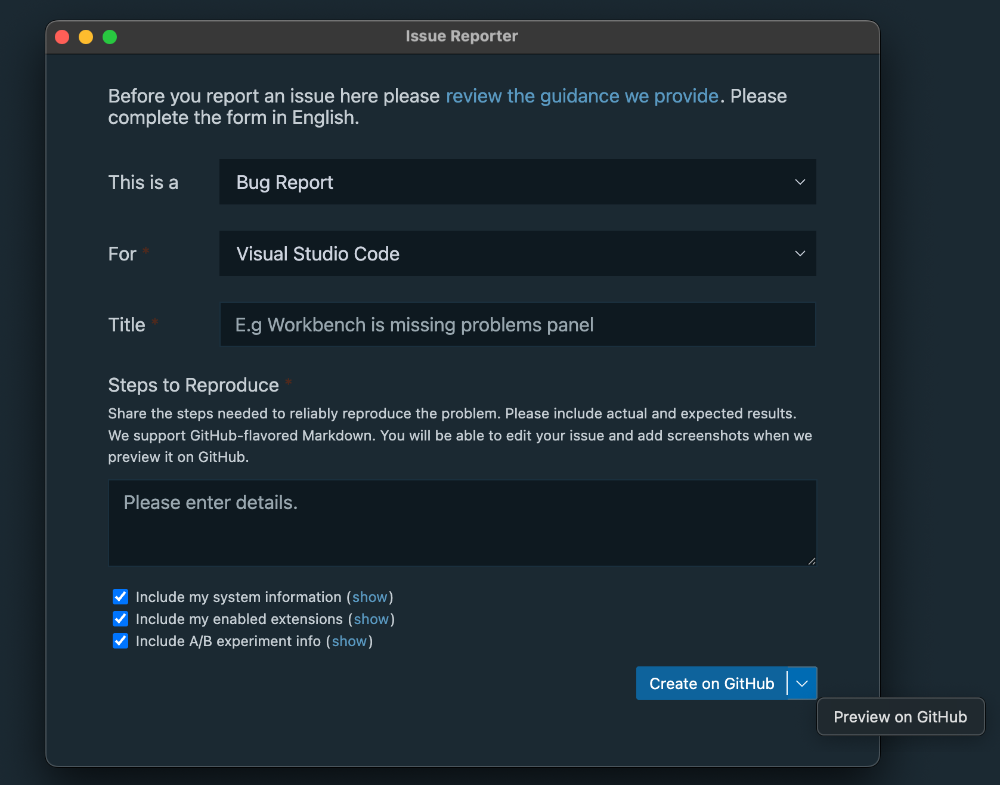 Issue Reporter
Before you report an issue here please review the guidance we provide. Please
complete the form in English.
This is a
Bug Report
For *
Visual Studio Code
Title *
E.g Workbench is missing problems panel
Steps to Reproduce *
Share the steps needed to reliably reproduce the problem. Please include actual and expected results.
We support GitHub-flavored Markdown. You will be able to edit your issue and add screenshots when we
preview it on GitHub.
Please enter details.
Include my system information (show)
Include my enabled extensions (show)
Include A/B experiment info (show)
Create on GitHub
Preview on GitHub